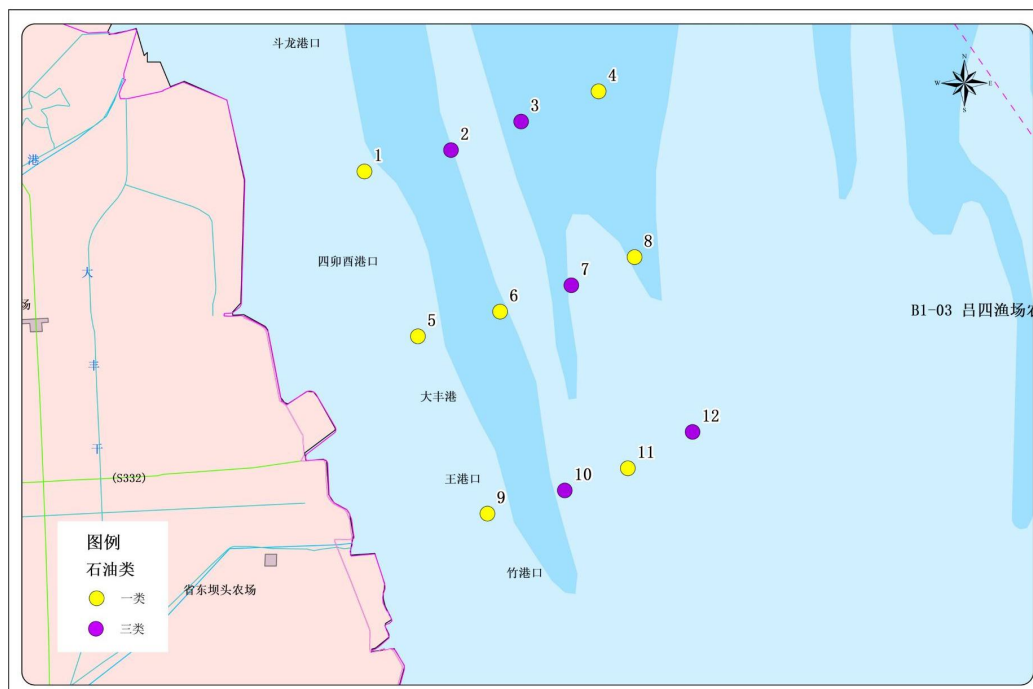 斗龙港口
N
W
E
S
4
3
2
1
港
四卯酉港口
8
7
大
场
6
B1-03 吕四渔场农
5
丰
大丰港
12
干
11
王港口
(S332)
10
9
图例
石油类
一类
三类
竹港口
省东坝头农场